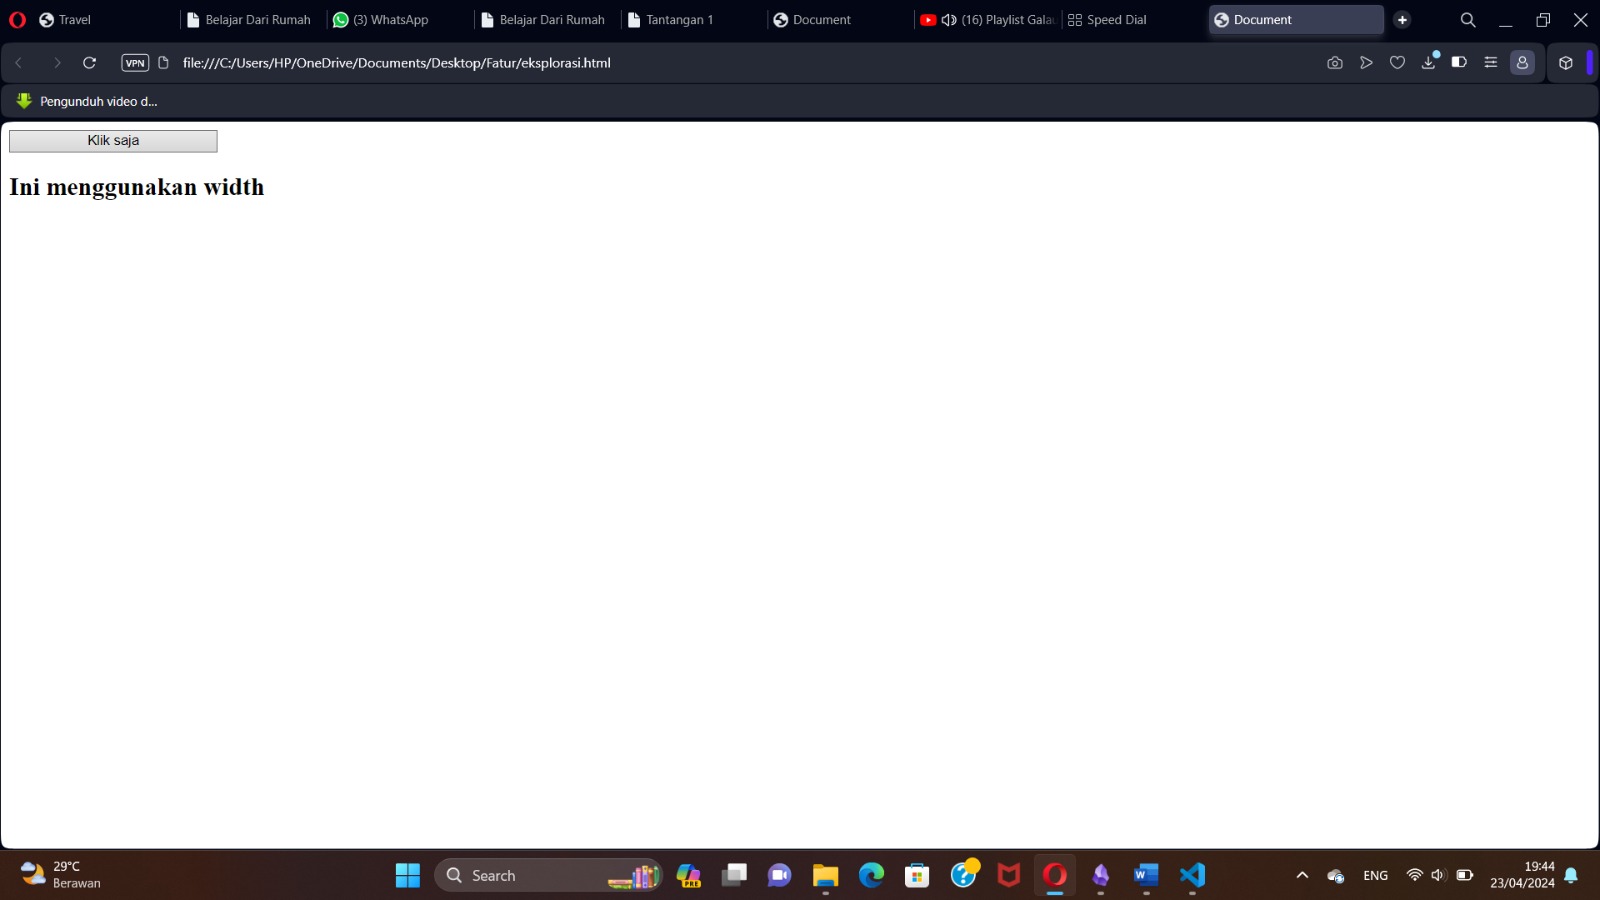 Travel
Belajar Dari Rumah
(3) WhatsApp
Belajar Dari Rumah
Tantangan 1
Document
(16) Playlist Galau
Speed Dial
Document
VPN
file:///C:/Users/HP/OneDrive/Documents/Desktop/Fatur/eksplorasi.html
Pengunduh video d...
Klik saja
Ini menggunakan width
29°C
Berawan
Search
PRE
ENG
19:44
23/04/2024